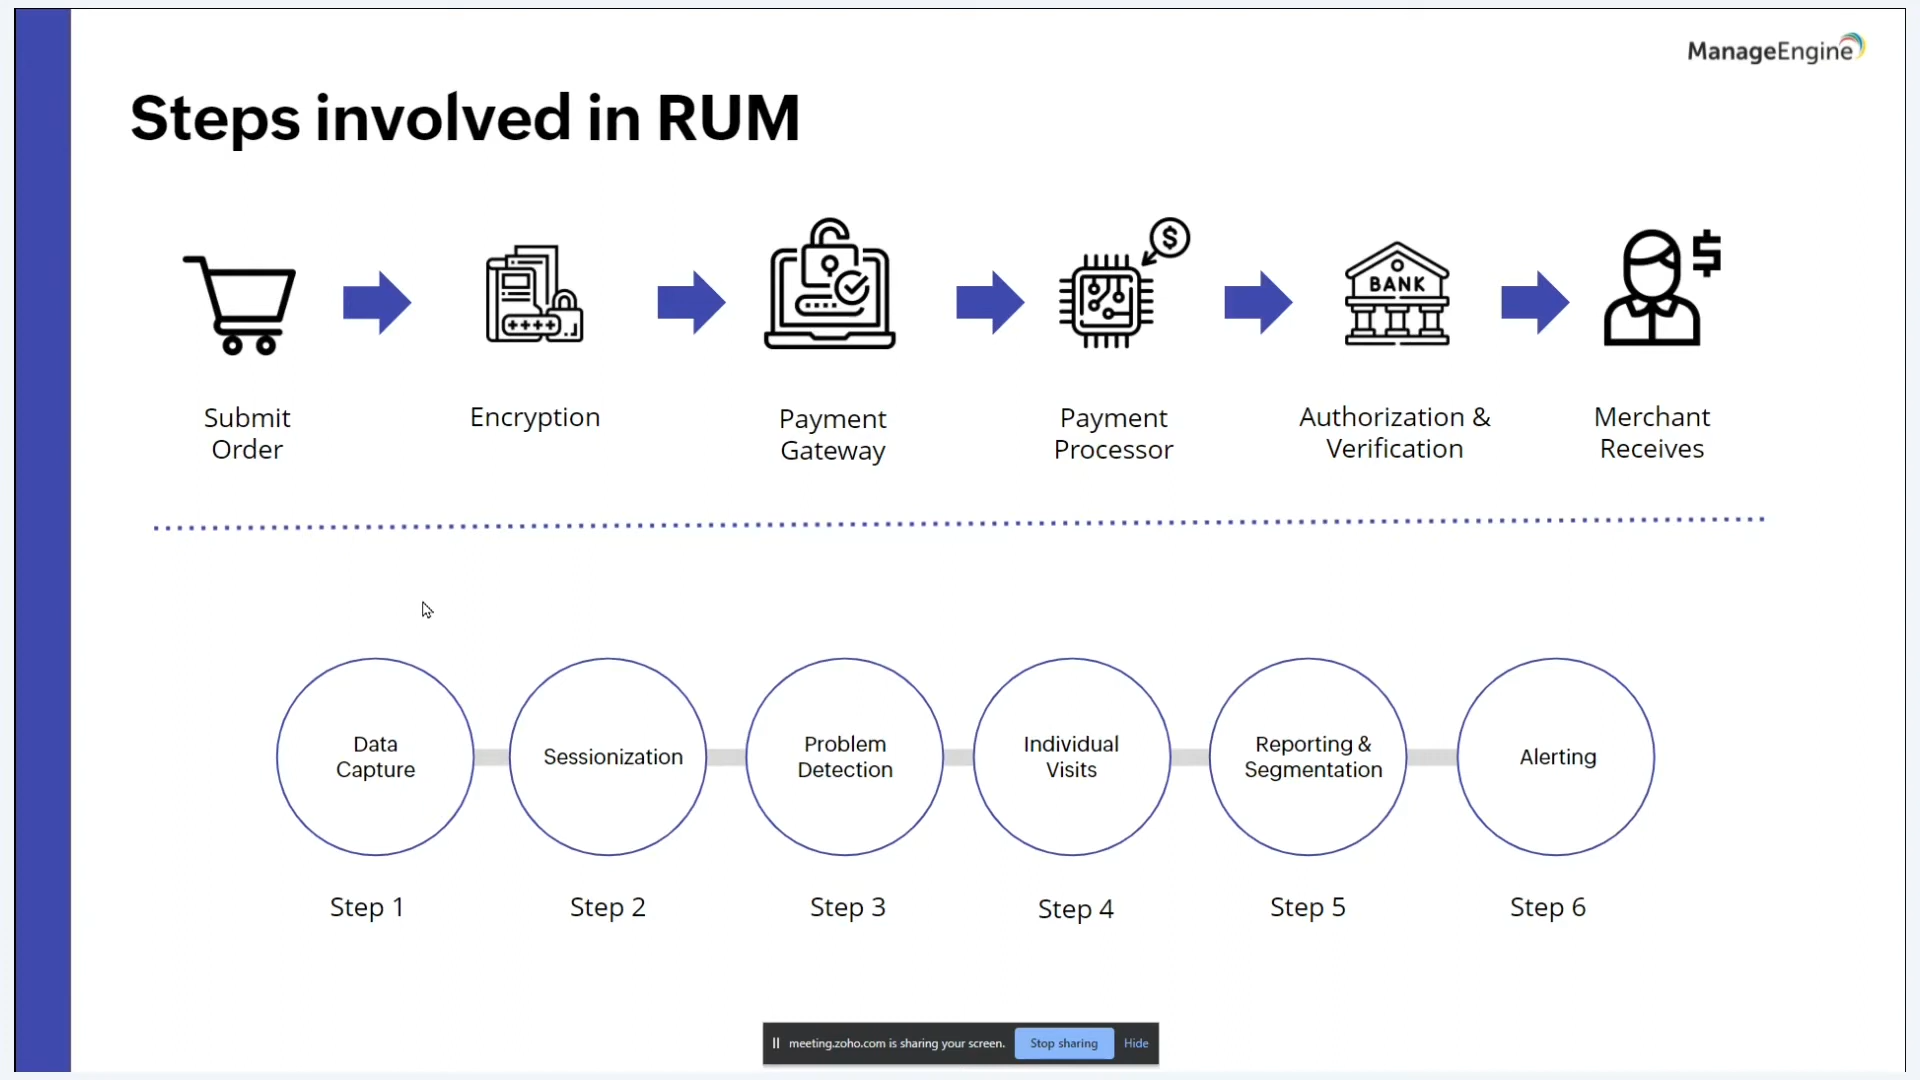 ManageEngine
Steps involved in RUM
$
BANK
$
Submit
Order
Encryption
Payment
Gateway
Payment
Processor
Authorization &
Verification
Merchant
Receives
Data
Capture
Sessionization
Problem
Detection
Individual
Visits
Reporting &
Segmentation
Alerting
Step 1
Step 2
Step 3
Step 4
Step 5
Step 6
meeting.zoho.com is sharing your screen. Stop sharing Hide